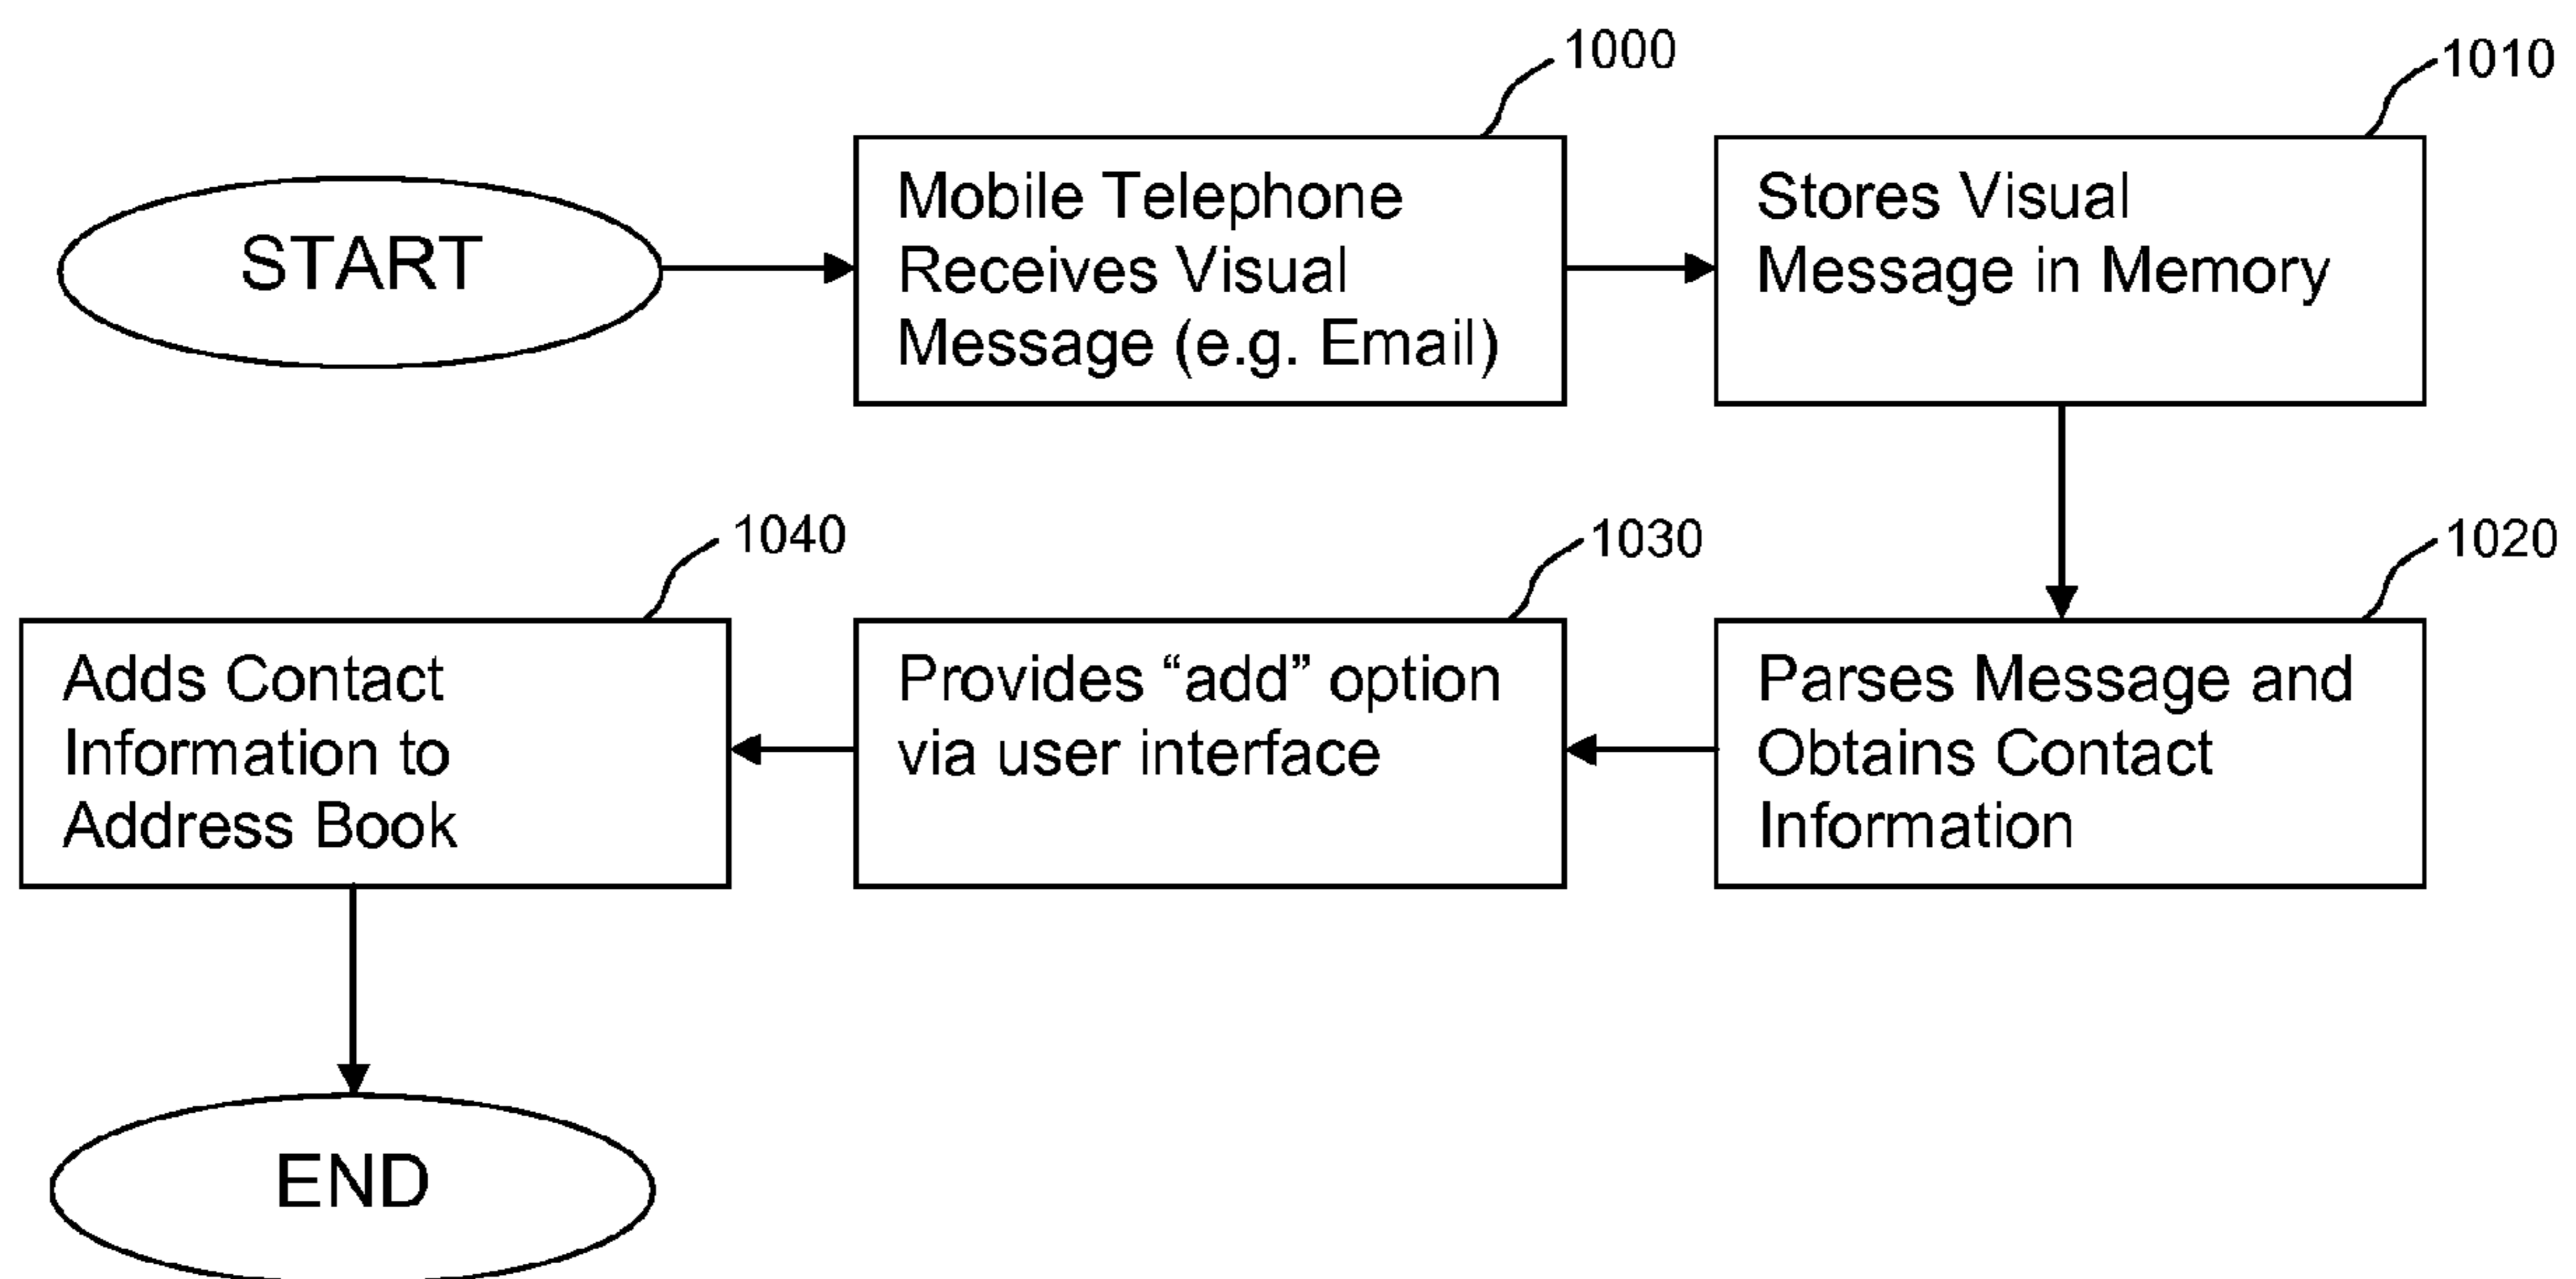 1000
1010
START
Mobile Telephone
Receives Visual
Message (e.g. Email)
Stores Visual
Message in Memory
1040
1030
1020
Adds Contact
Information to
Address Book
Provides “add” option
via user interface
Parses Message and
Obtains Contact
Information
END